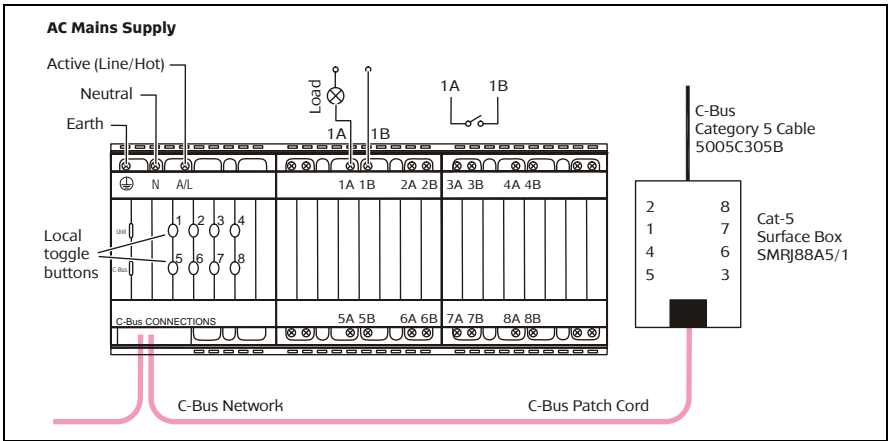 AC Mains Supply
Active (Line/Hot)
Neutral
Earth
Load
1A 1B
1A 1B
C-Bus
Category 5 Cable
5005C305B
N A/L
1A 1B 2A 2B 3A 3B 4A 4B
Unit
C-Bus
1 2 3 4
5 6 7 8
Local
toggle
buttons
2 8
1 7
4 6
5 3
Cat-5
Surface Box
SMRJ88A5/1
C-Bus CONNECTIONS
5A 5B 6A 6B 7A 7B 8A 8B
C-Bus Network
C-Bus Patch Cord